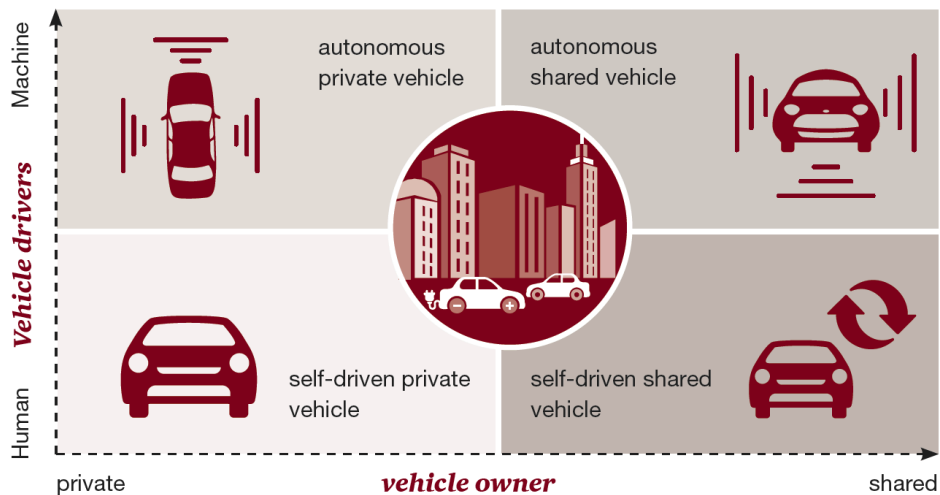 Machine
autonomous
private vehicle
autonomous
shared vehicle
Vehicle drivers
Human
self-driven private
vehicle
self-driven shared
vehicle
private
vehicle owner
shared